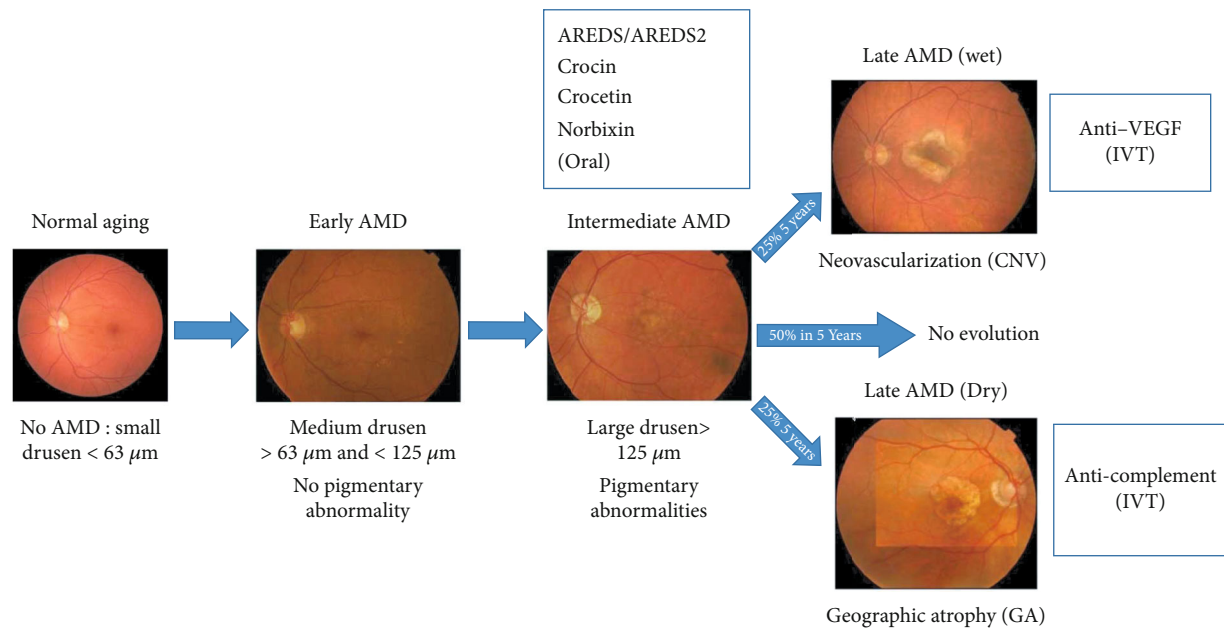 AREDS/AREDS2
Crocin
Crocetin
Norbixin
(Oral)
Late AMD (wet)
Anti–VEGF
(IVT)
Normal aging
Early AMD
Intermediate AMD
25% 5 years
Neovascularization (CNV)
50% in 5 Years
No evolution
25% 5 years
Late AMD (Dry)
No AMD : small
drusen < 63 μm
Medium drusen
> 63 μm and < 125 μm
No pigmentary
abnormality
Large drusen>
125 μm
Pigmentary
abnormalities
Anti-complement
(IVT)
Geographic atrophy (GA)